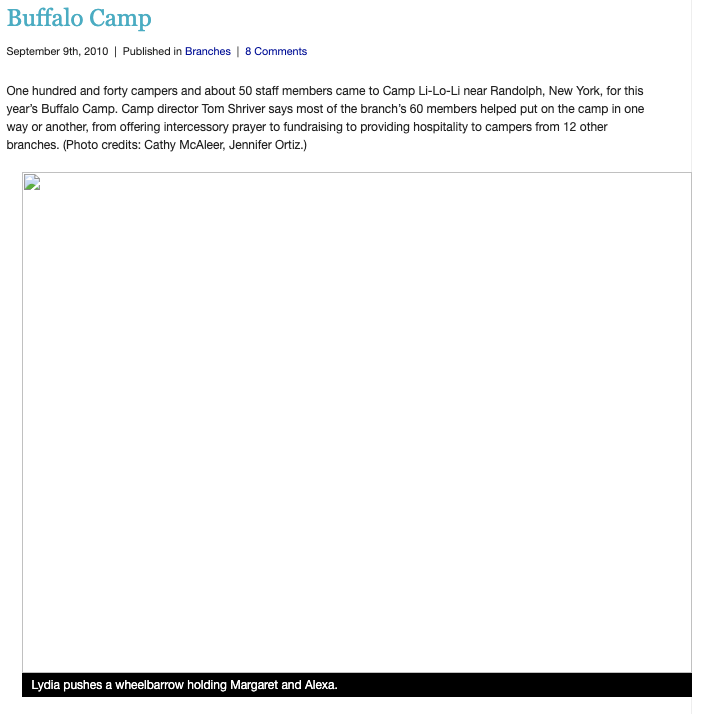 Buffalo Camp
September 9th, 2010 | Published in Branches | 8 Comments
One hundred and forty campers and about 50 staff members came to Camp Li-Lo-Li near Randolph, New York, for this
year’s Buffalo Camp. Camp director Tom Shriver says most of the branch’s 60 members helped put on the camp in one
way or another, from offering intercessory prayer to fundraising to providing hospitality to campers from 12 other
branches. (Photo credits: Cathy McAleer, Jennifer Ortiz.)
Lydia pushes a wheelbarrow holding Margaret and Alexa.